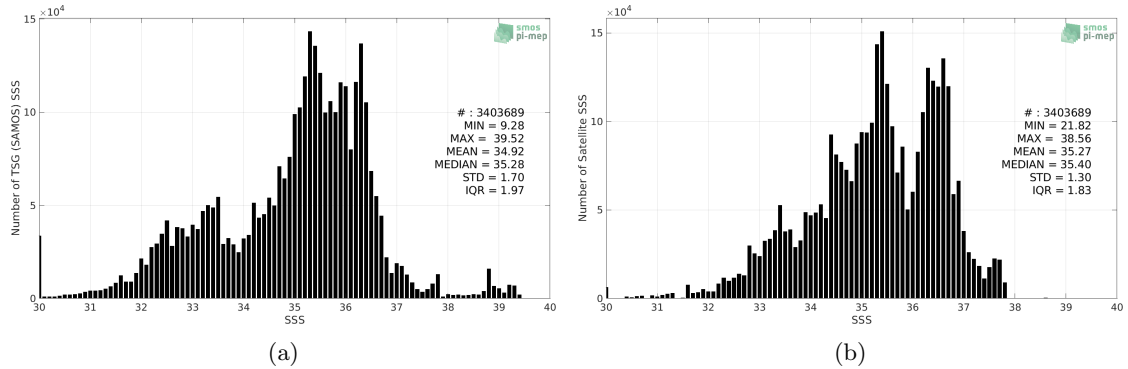 ×10⁴
15
10
5
0
30 31 32 33 34 35 36 37 38 39 40
SSS
Number of TSG (SAMOS) SSS
smos
pi-mep
# : 3403689
MIN = 9.28
MAX = 39.52
MEAN = 34.92
MEDIAN = 35.28
STD = 1.70
IQR = 1.97
(a)
×10⁴
15
10
5
0
30 31 32 33 34 35 36 37 38 39 40
SSS
Number of Satellite SSS
smos
pi-mep
# : 3403689
MIN = 21.82
MAX = 38.56
MEAN = 35.27
MEDIAN = 35.40
STD = 1.30
IQR = 1.83
(b)